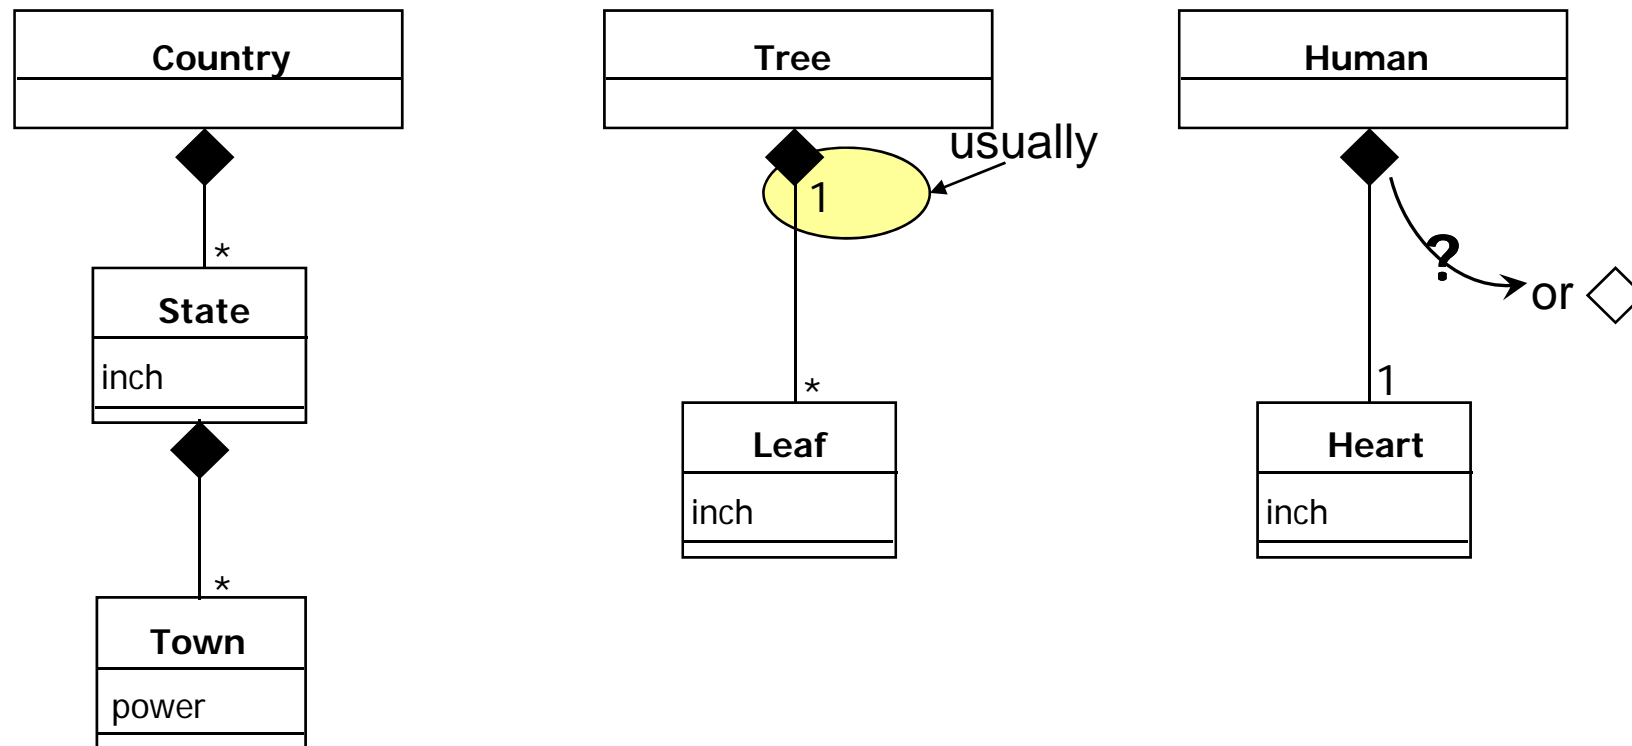 Country
*
State
inch
*
Town
power
Tree
usually
1
*
Leaf
inch
Human
?
or
1
Heart
inch